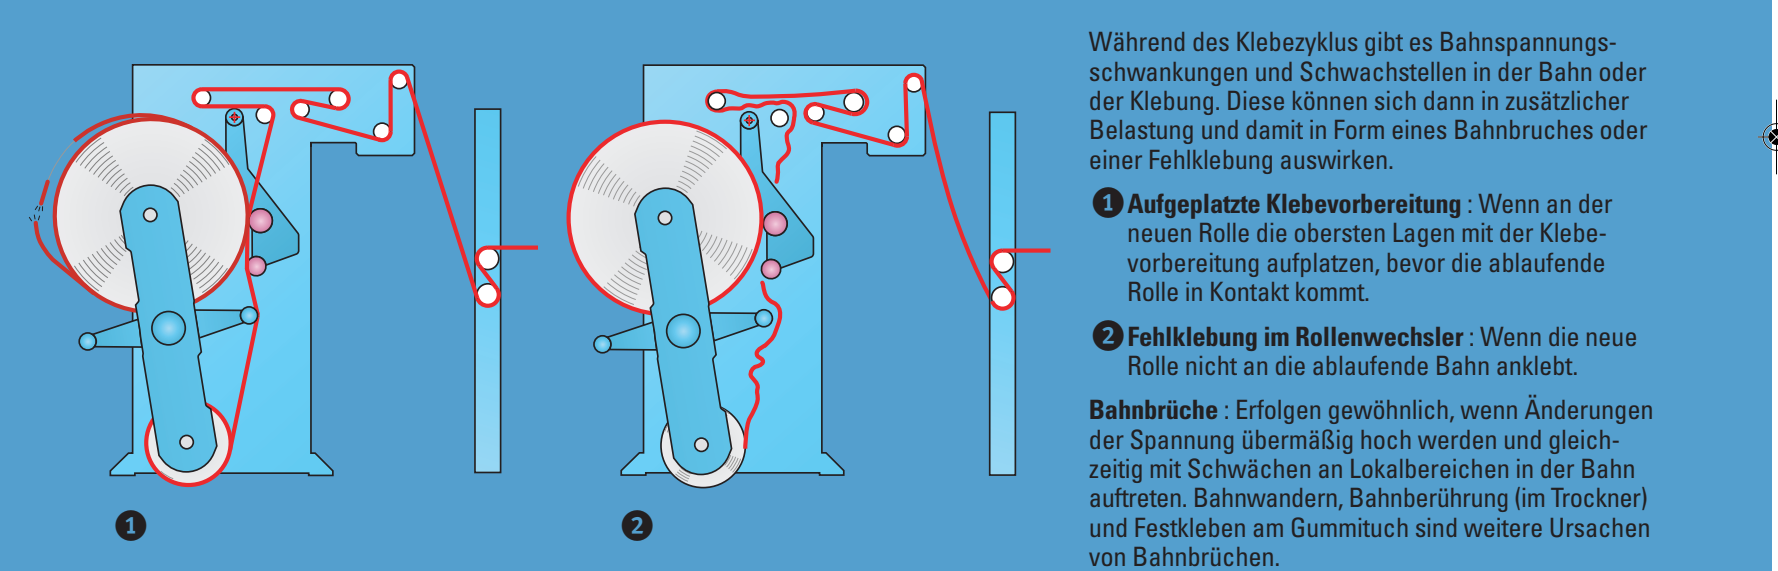 Während des Klebezyklus gibt es Bahnspannungs-
schwankungen und Schwachstellen in der Bahn oder
der Klebung. Diese können sich dann in zusätzlicher
Belastung und damit in Form eines Bahnbruches oder
einer Fehlklebung auswirken.
1 Aufgeplatzte Klebevorbereitung : Wenn an der
neuen Rolle die obersten Lagen mit der Klebe-
vorbereitung aufplatzen, bevor die ablaufende
Rolle in Kontakt kommt.
2 Fehlklebung im Rollenwechsler : Wenn die neue
Rolle nicht an die ablaufende Bahn anklebt.
Bahnbrüche : Erfolgen gewöhnlich, wenn Änderungen
der Spannung übermäßig hoch werden und gleich-
zeitig mit Schwächen an Lokalbereichen in der Bahn
auftreten. Bahnwandern, Bahnberührung (im Trockner)
und Festkleben am Gummituch sind weitere Ursachen
von Bahnbrüchen.
1
2